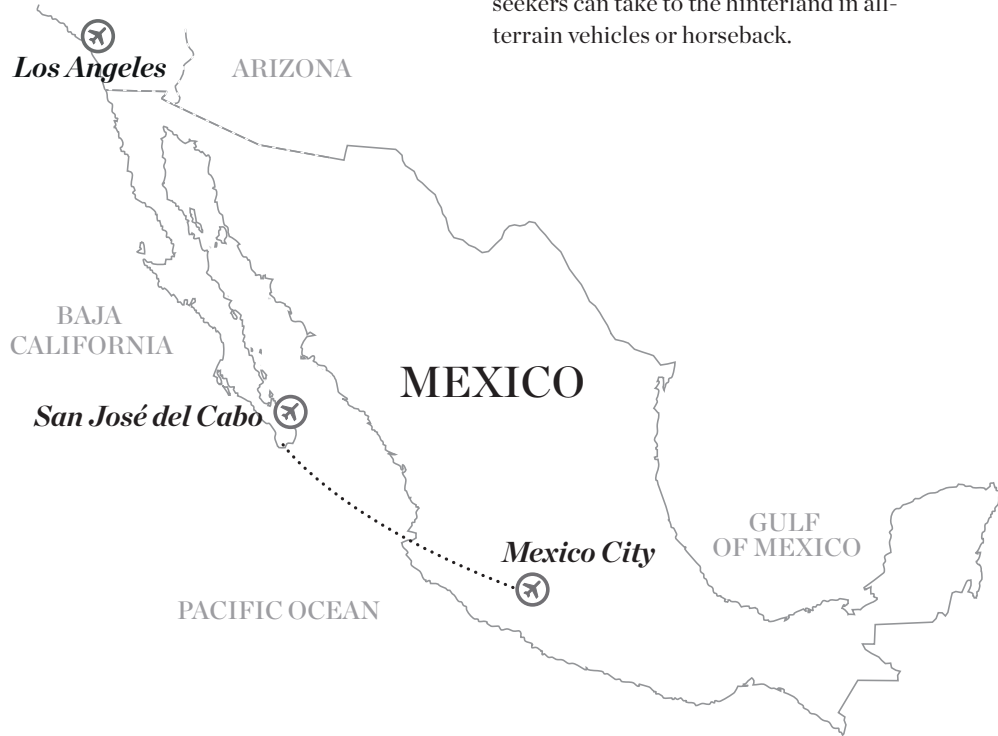 seekers can take to the hinterland in all-
terrain vehicles or horseback.
Los Angeles
ARIZONA
BAJA
CALIFORNIA
MEXICO
San José del Cabo
GULF
OF MEXICO
Mexico City
PACIFIC OCEAN